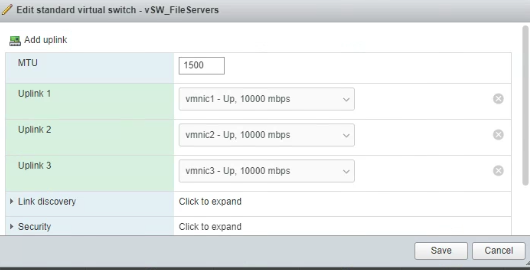 Edit standard virtual switch - vSW_FileServers
Add uplink
MTU 1500
Uplink 1 vmnic1 - Up, 10000 mbps
Uplink 2 vmnic2 - Up, 10000 mbps
Uplink 3 vmnic3 - Up, 10000 mbps
Link discovery Click to expand
Security Click to expand
Save Cancel